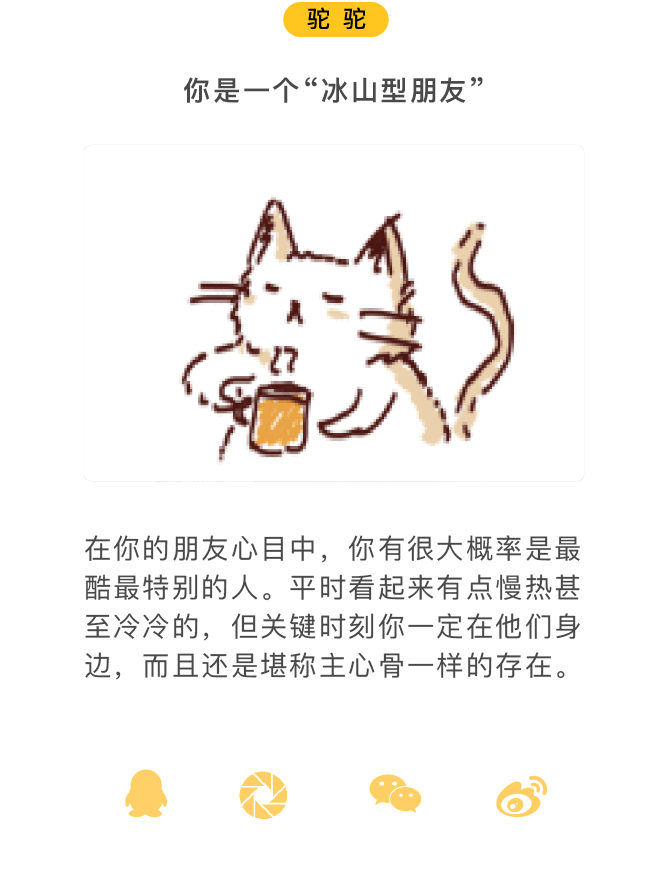 驼 驼
你是一个“冰山型朋友”
在你的朋友心目中，你有很大概率是最
酷最特别的人。平时看起来有点慢热甚
至冷冷的，但关键时刻你一定在他们身
边，而且还是堪称主心骨一样的存在。